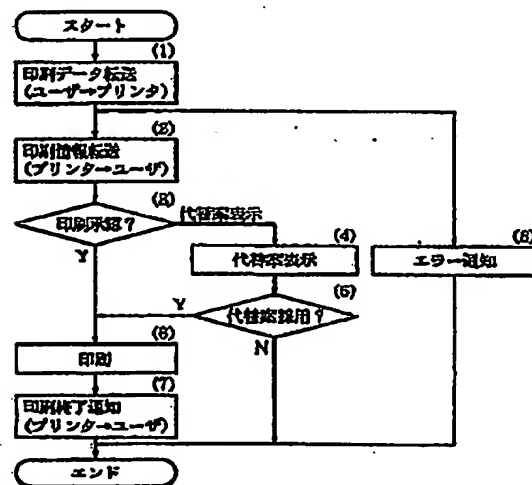 スタート
(1)
印刷データ転送
(ユーザ→プリンタ)
(2)
印刷情報転送
(プリンタ→ユーザ)
(3)
印刷承認?
代替案表示
Y
(4)
代替案表示
エラー通知
(5)
代替案採用?
Y
N
(6)
印刷
(7)
印刷終了通知
(プリンタ→ユーザ)
エンド